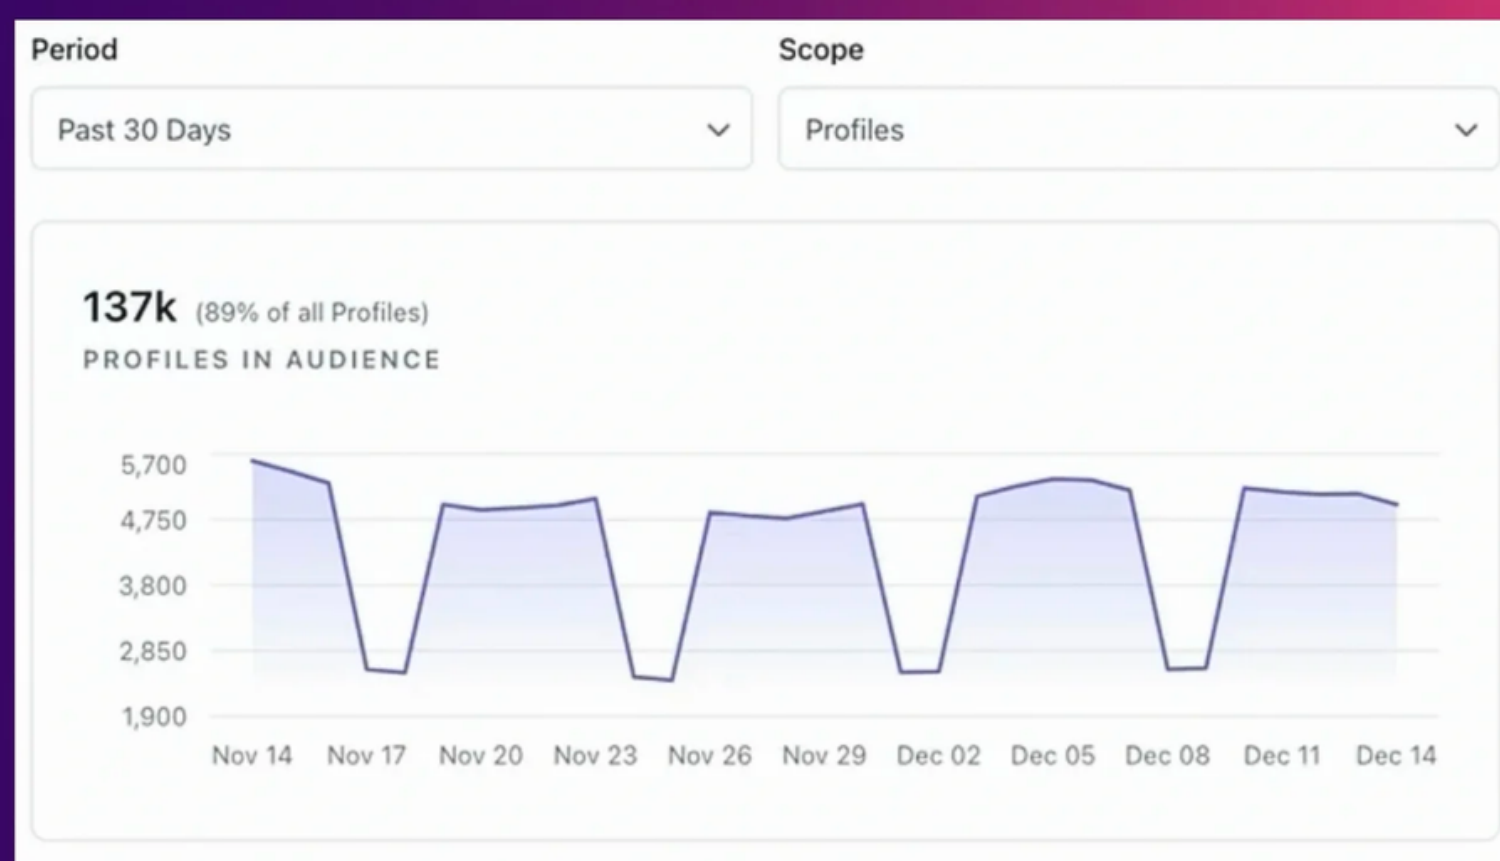 Period
Scope
Past 30 Days
Profiles
137k (89% of all Profiles)
PROFILES IN AUDIENCE
5,700
4,750
3,800
2,850
1,900
Nov 14 Nov 17 Nov 20 Nov 23 Nov 26 Nov 29 Dec 02 Dec 05 Dec 08 Dec 11 Dec 14